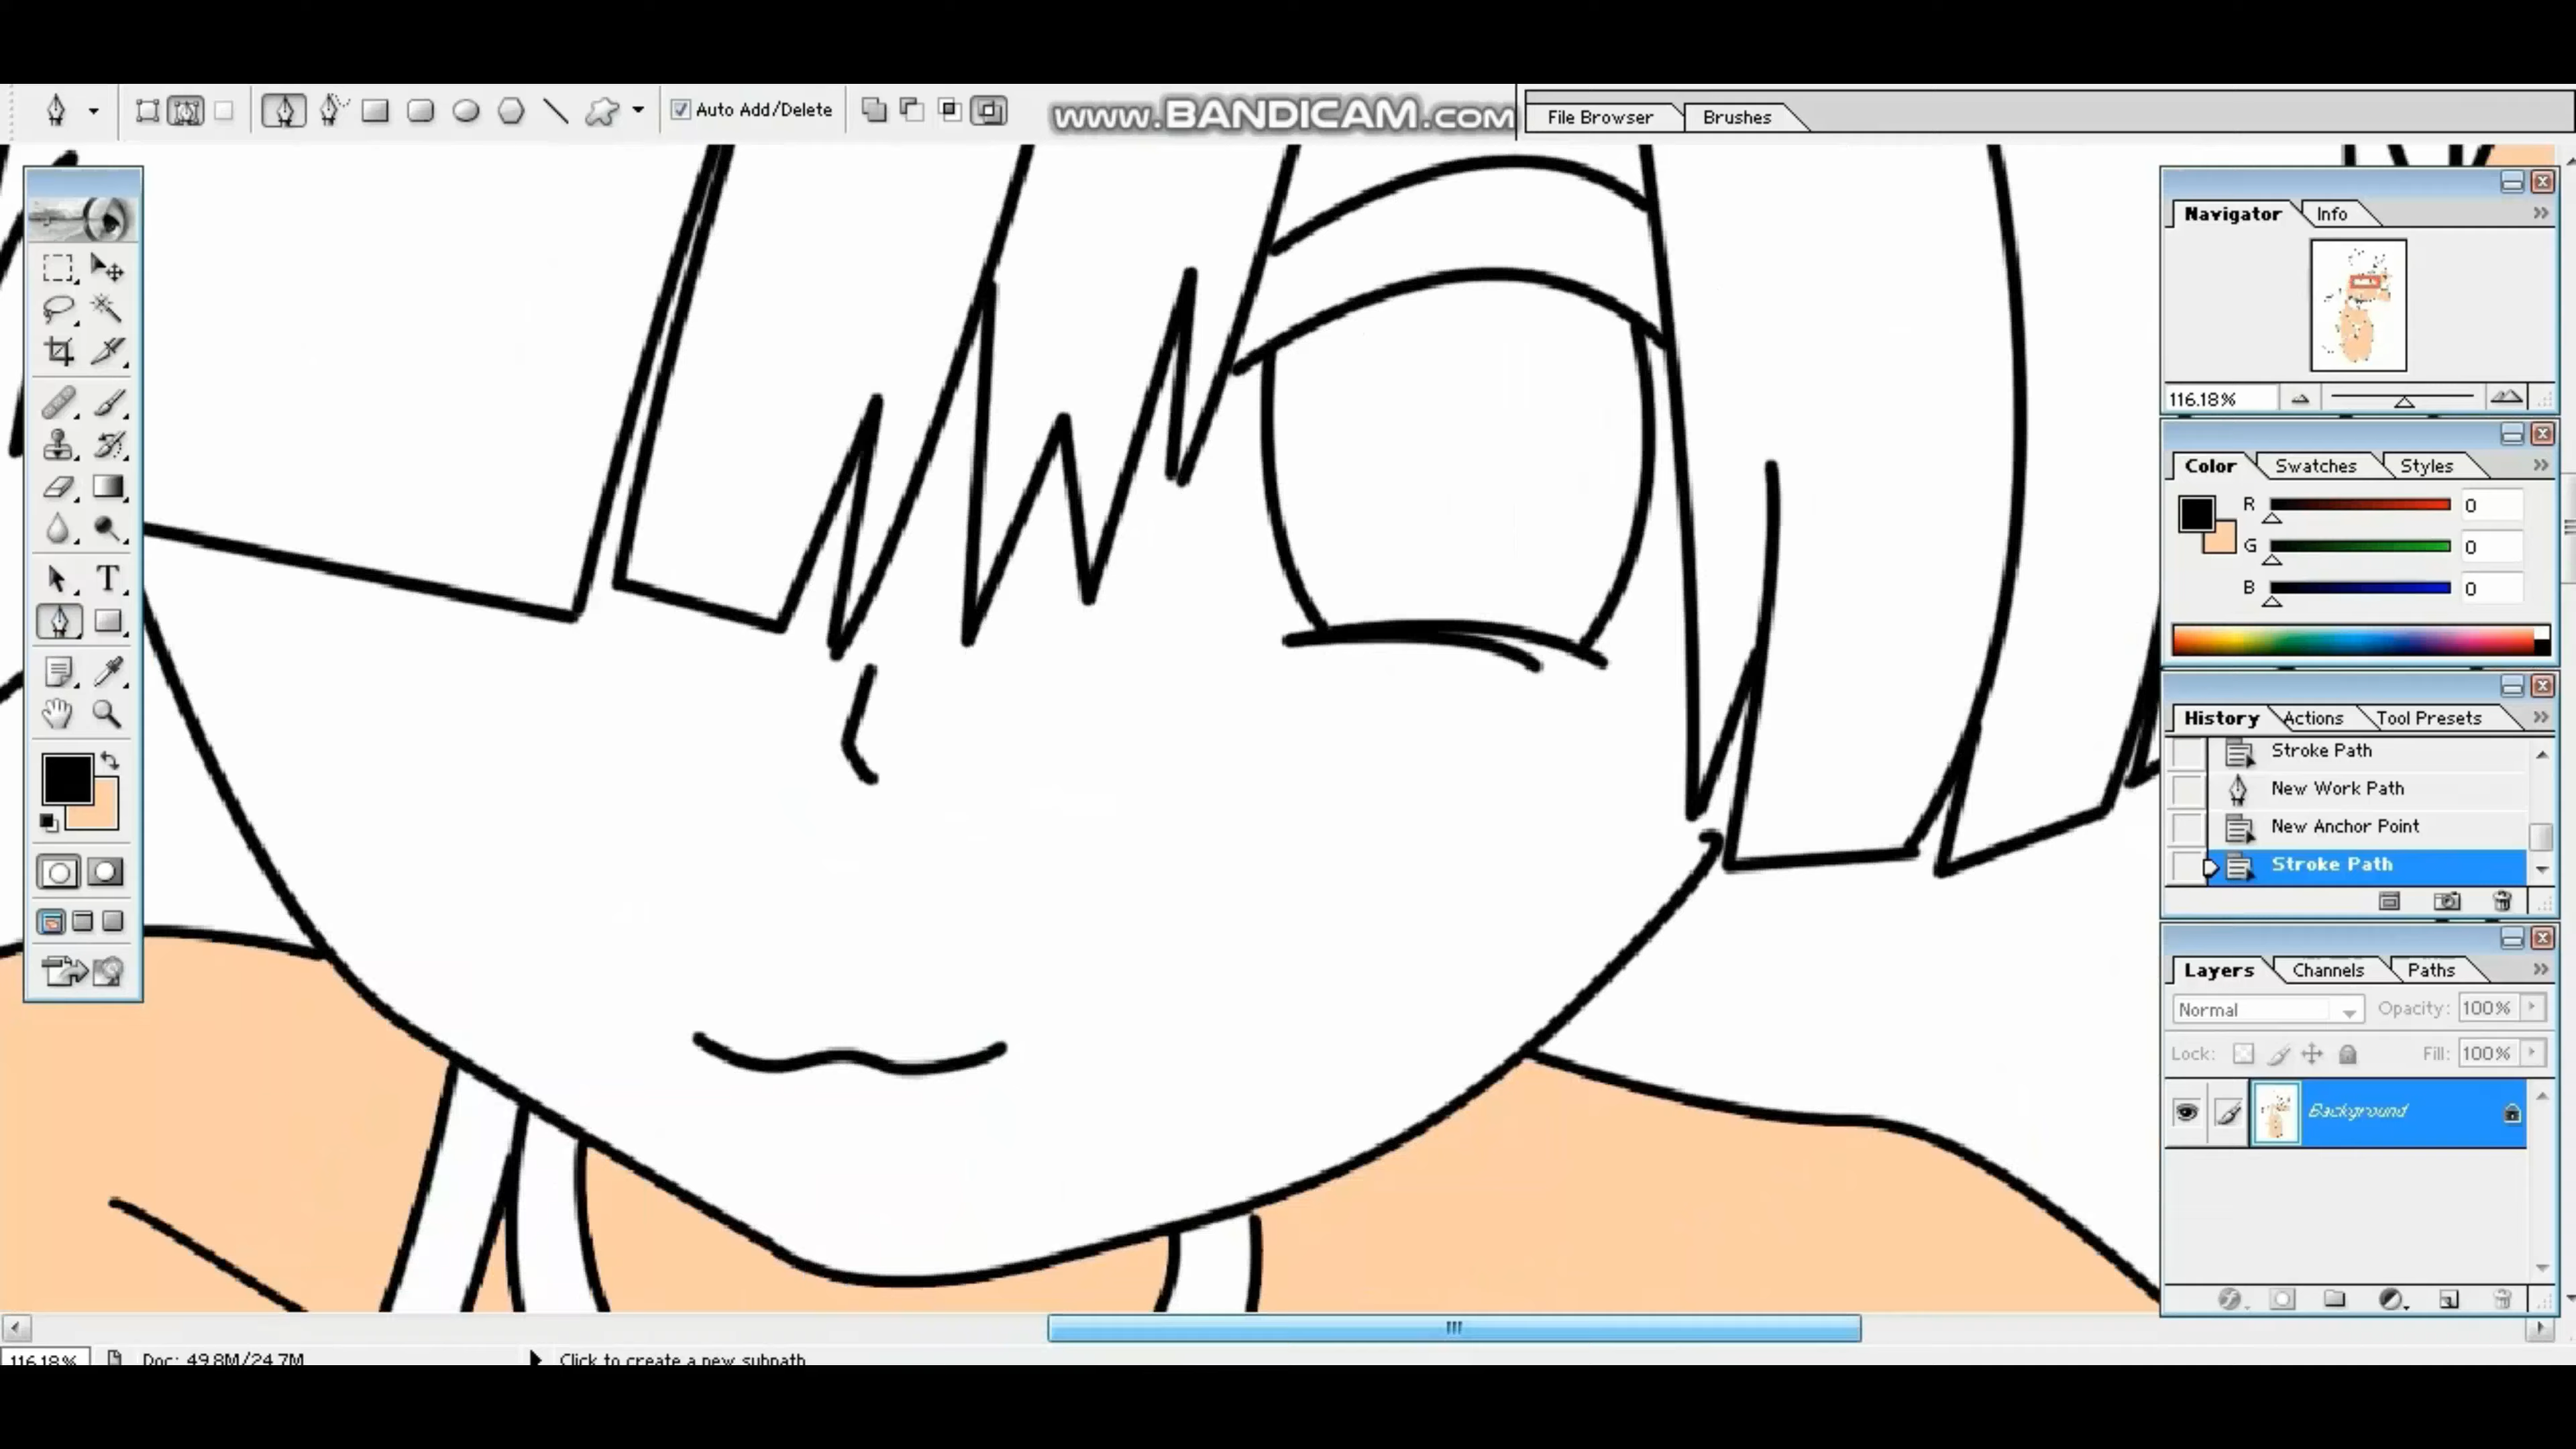 Auto Add/Delete
www.BANDICAM.com
File Browser
Brushes
Navigator
Info
116.18%
Color
Swatches
Styles
R
0
G
0
B
0
T
History
Actions
Tool Presets
Stroke Path
New Work Path
New Anchor Point
Stroke Path
Layers
Channels
Paths
Normal
Opacity:
100%
Lock:
Fill:
100%
Background
116.18%
Doc: 49.8M/24.7M
Click to create a new subpath